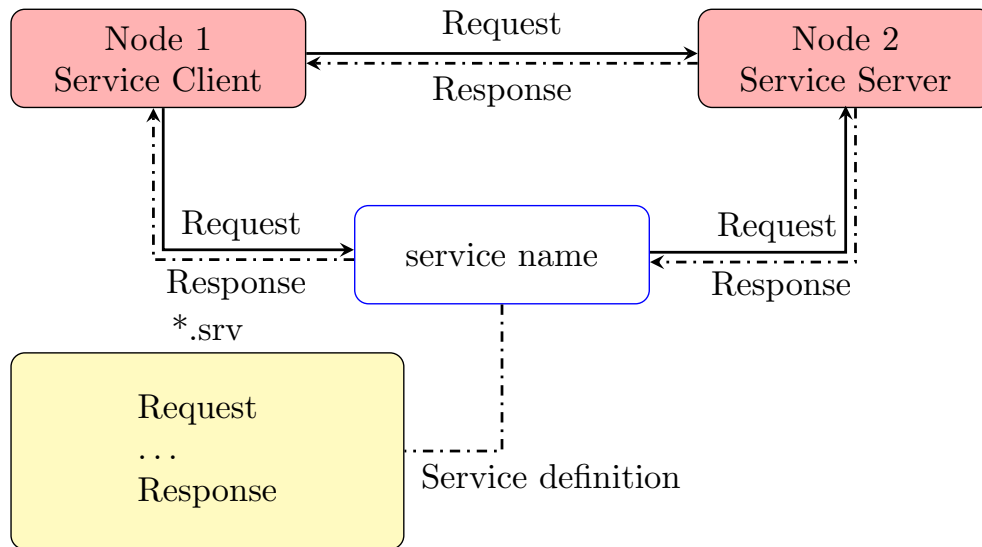 Node 1
Service Client
Request
Response
Node 2
Service Server
Request
Response
service name
Request
Response
*.srv
Request
...
Response
Service definition